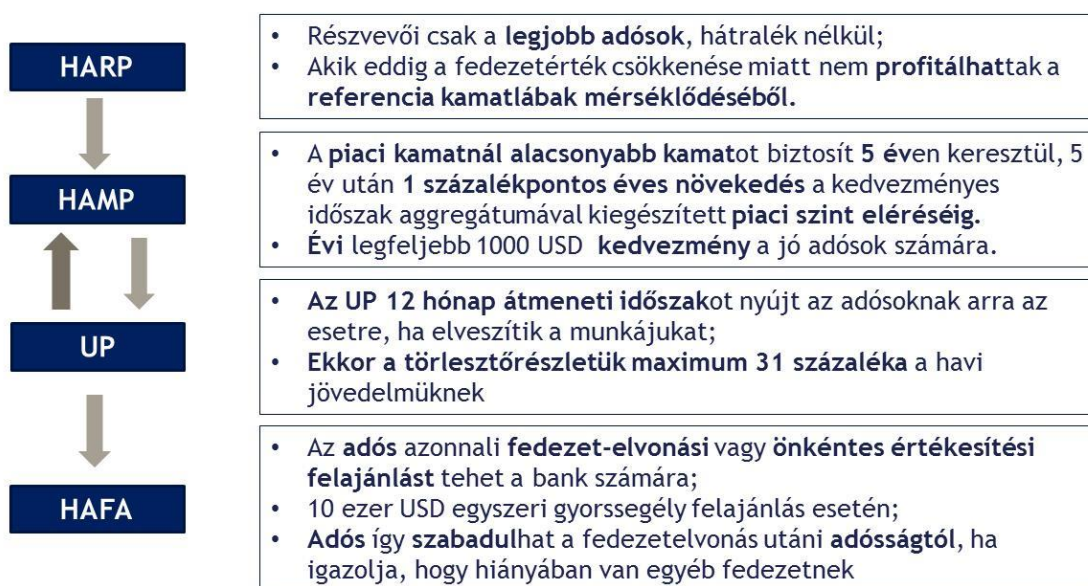 HARP
• Részvevői csak a legjobb adósok, hátralék nélkül;
• Akik eddig a fedezetérték csökkenése miatt nem profitálhattak a
referencia kamatlábak mérséklődéséből.
HAMP
• A piaci kamatnál alacsonyabb kamatot biztosít 5 éven keresztül, 5
év után 1 százalékpontos éves növekedés a kedvezményes
időszak aggregátumával kiegészített piaci szint eléréséig.
• Évi legfeljebb 1000 USD kedvezmény a jó adósok számára.
UP
• Az UP 12 hónap átmeneti időszakot nyújt az adósoknak arra az
esetre, ha elveszítik a munkájukat;
• Ekkor a törlesztőrészletük maximum 31 százaléka a havi
jövedelmüknek
HAFA
• Az adós azonnali fedezet-elvonási vagy önkéntes értékesítési
felajánlást tehet a bank számára;
• 10 ezer USD egyszeri gyorssegély felajánlás esetén;
• Adós így szabadulhat a fedezetelvonás utáni adósságtól, ha
igazolja, hogy hiányában van egyéb fedezetnek